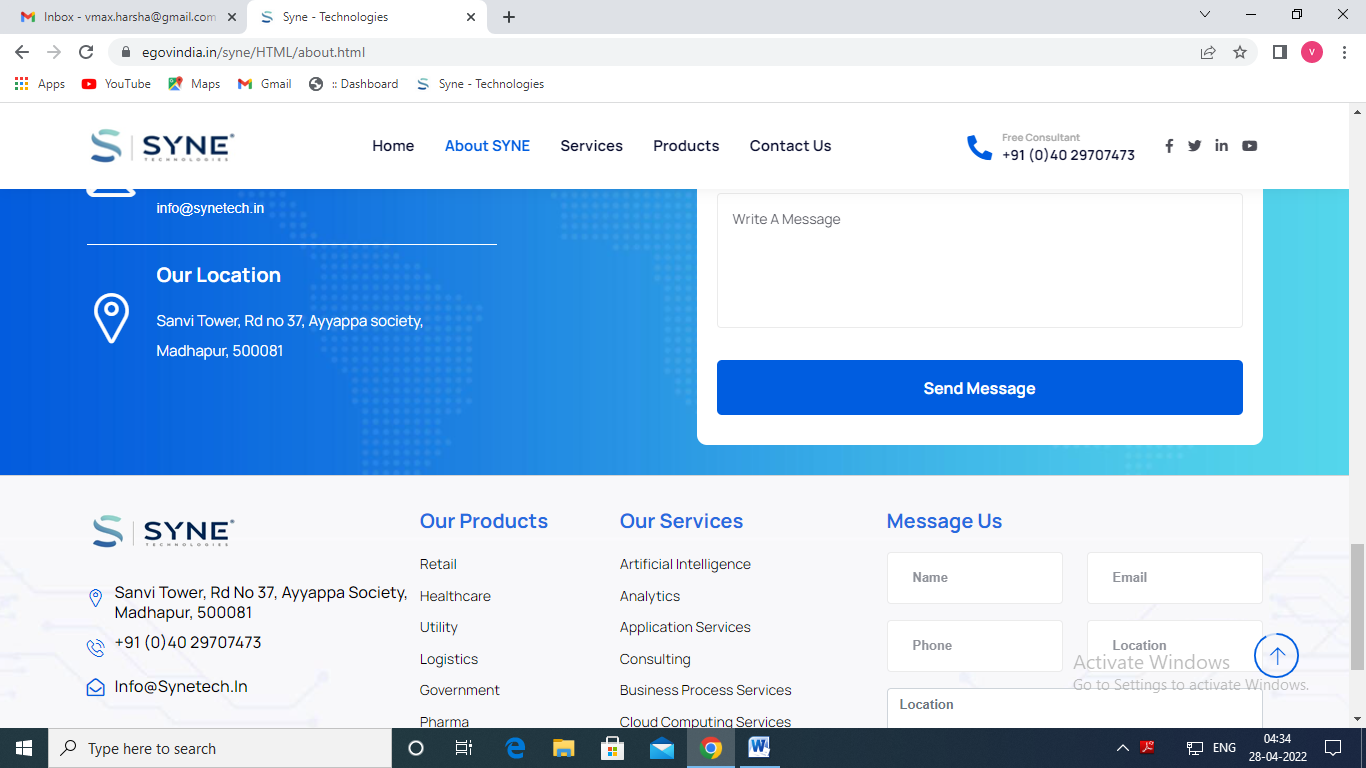 Inbox - vmax.harsha@gmail.com
Syne - Technologies
egovindia.in/syne/HTML/about.html
V
Apps
YouTube
Maps
Gmail
:: Dashboard
Syne - Technologies
SYNE
TECHNOLOGIES
Home
About SYNE
Services
Products
Contact Us
Free Consultant
+91 (0)40 29707473
info@synetech.in
Our Location
Sanvi Tower, Rd no 37, Ayyappa society,
Madhapur, 500081
Write A Message
Send Message
SYNE
TECHNOLOGIES
Sanvi Tower, Rd No 37, Ayyappa Society,
Madhapur, 500081
+91 (0)40 29707473
Info@Synetech.In
Our Products
Retail
Healthcare
Utility
Logistics
Government
Pharma
Our Services
Artificial Intelligence
Analytics
Application Services
Consulting
Business Process Services
Cloud Computing Services
Message Us
Name
Email
Phone
Location
Location
Activate Windows
Go to Settings to activate Windows.
Type here to search
ENG
04:34
28-04-2022